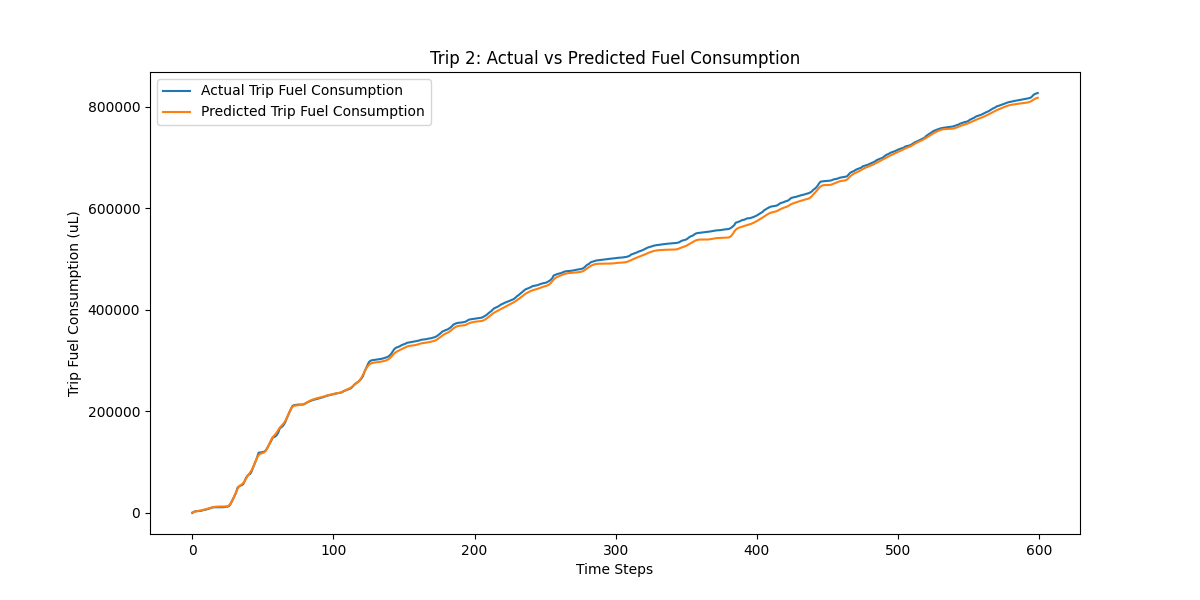 Trip 2: Actual vs Predicted Fuel Consumption
Actual Trip Fuel Consumption
Predicted Trip Fuel Consumption
Trip Fuel Consumption (uL)
800000
600000
400000
200000
0
0 100 200 300 400 500 600
Time Steps